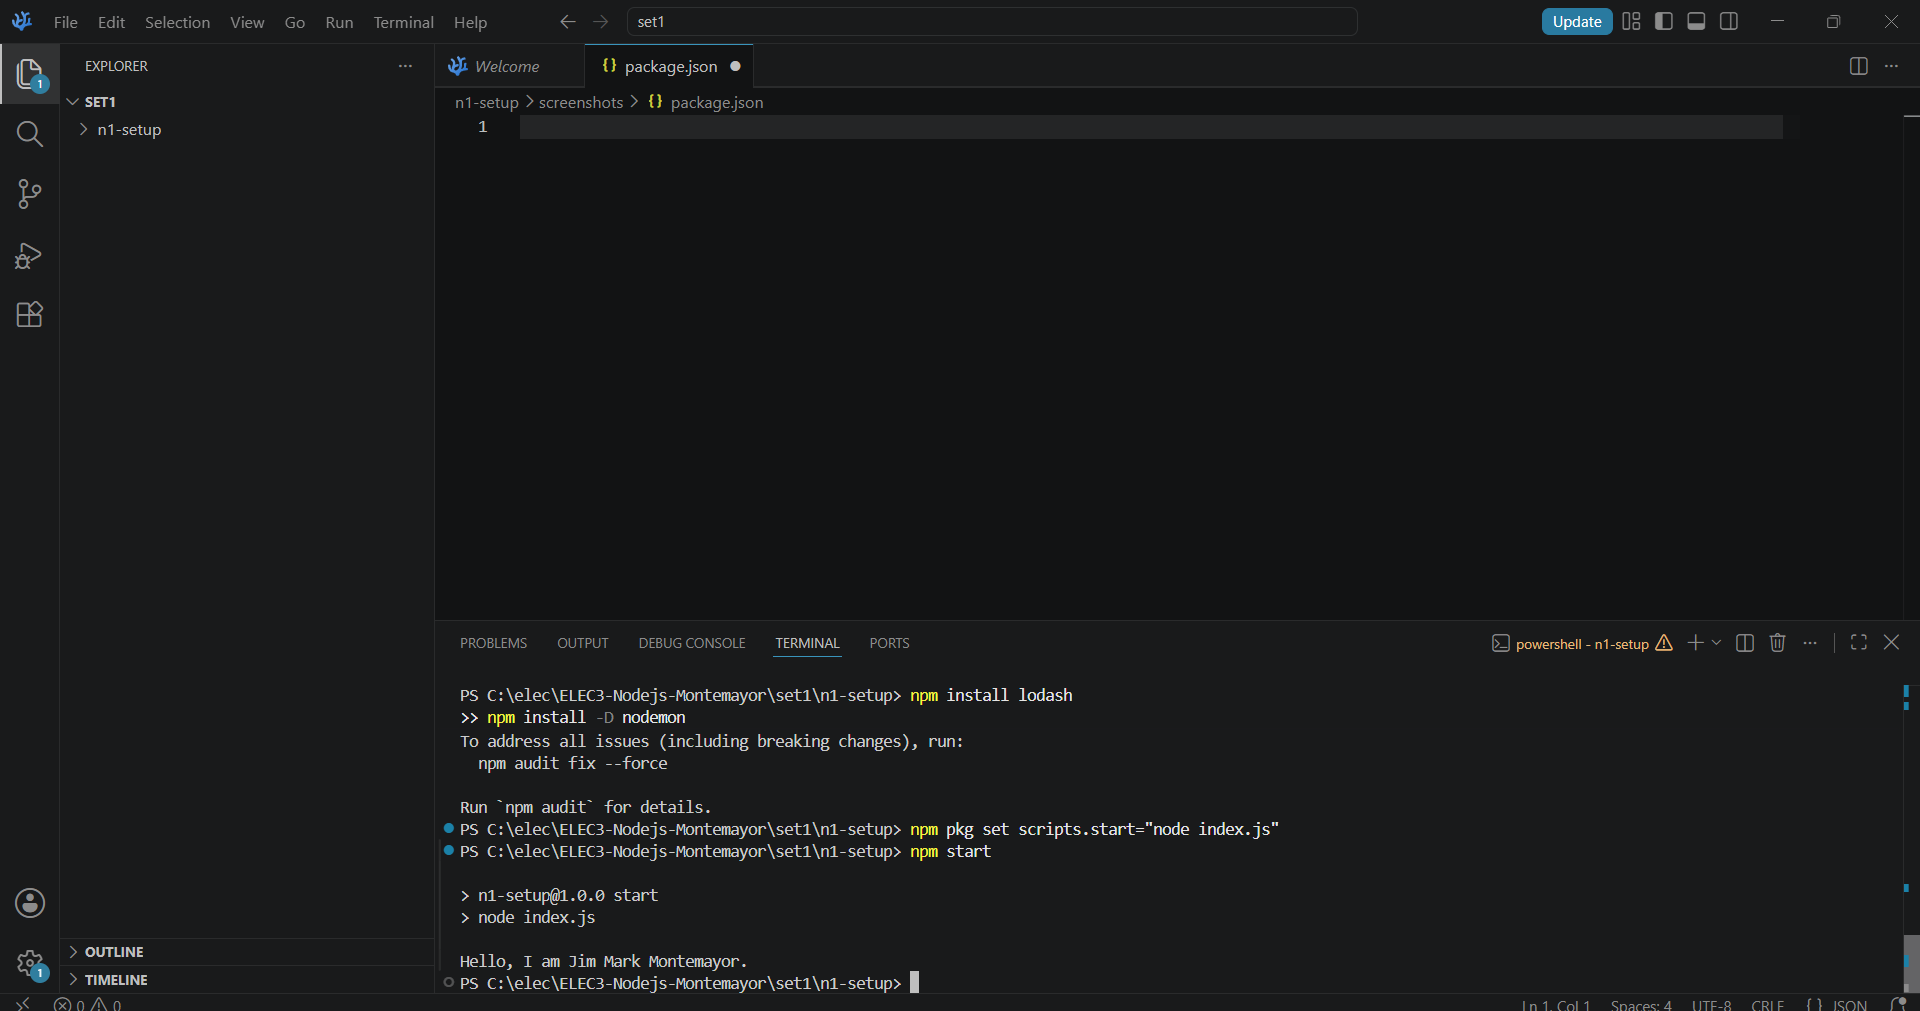 File Edit Selection View Go Run Terminal Help
set1
Update
EXPLORER
1
SET1
n1-setup
Welcome
package.json
n1-setup > screenshots > {} package.json
1
PROBLEMS OUTPUT DEBUG CONSOLE TERMINAL PORTS
powershell - n1-setup
PS C:\elec\ELEC3-Nodejs-Montemayor\set1\n1-setup> npm install lodash
>> npm install -D nodemon
To address all issues (including breaking changes), run:
npm audit fix --force
Run `npm audit` for details.
PS C:\elec\ELEC3-Nodejs-Montemayor\set1\n1-setup> npm pkg set scripts.start="node index.js"
PS C:\elec\ELEC3-Nodejs-Montemayor\set1\n1-setup> npm start
> n1-setup@1.0.0 start
> node index.js
Hello, I am Jim Mark Montemayor.
PS C:\elec\ELEC3-Nodejs-Montemayor\set1\n1-setup>
OUTLINE
1
TIMELINE
0 0
Ln 1, Col 1 Spaces: 4 UTF-8 CRLF {} JSON